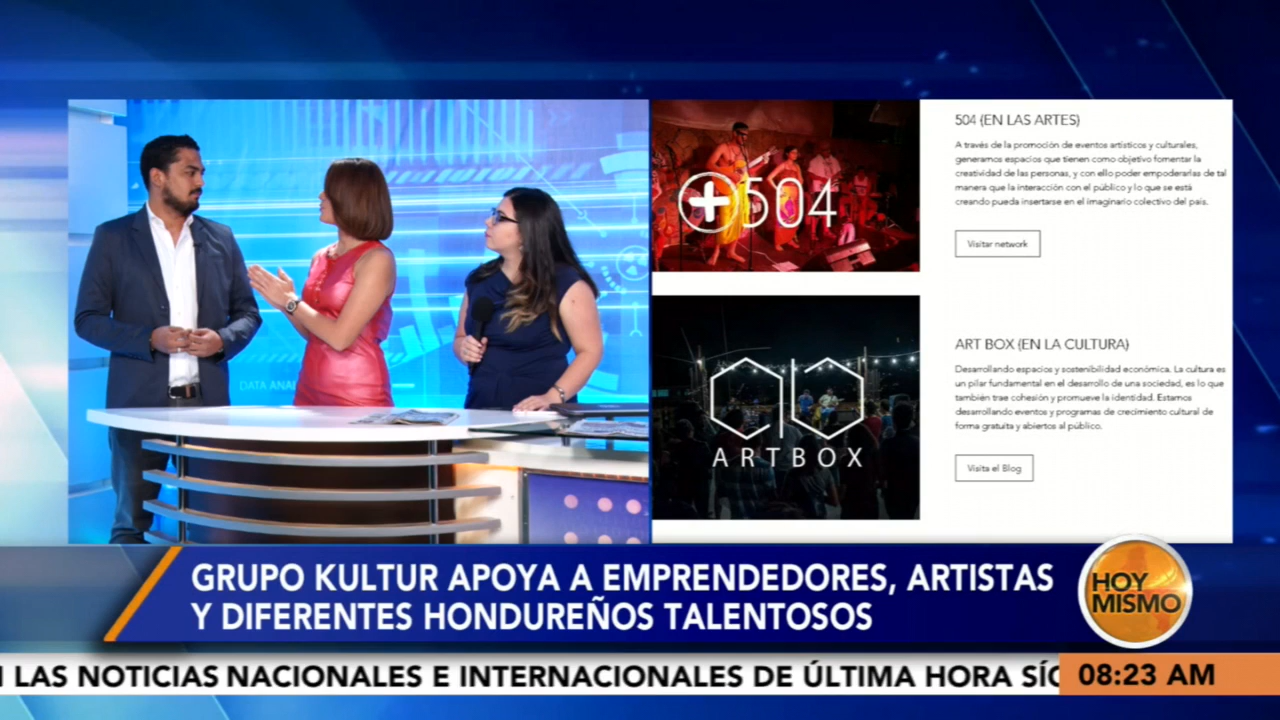 DATA ANAL
+504
ARTBOX
504 (EN LAS ARTES)
A través de la promoción de eventos artísticos y culturales,
generamos espacios que tienen como objetivo fomentar la
creatividad de las personas, y con ello poder empoderarlas de tal
manera que la interacción con el público y lo que se está
creando pueda insertarse en el imaginario colectivo del país.
Visitar network
ART BOX (EN LA CULTURA)
Desarrollando espacios y sostenibilidad económica. La cultura es
un pilar fundamental en el desarrollo de una sociedad, es lo que
también trae cohesión y promueve la identidad. Estamos
desarrollando eventos y programas de crecimiento cultural de
forma gratuita y abiertos al público.
Visita el Blog
GRUPO KULTUR APOYA A EMPRENDEDORES, ARTISTAS
Y DIFERENTES HONDUREÑOS TALENTOSOS
HOY
MISMO
LAS NOTICIAS NACIONALES E INTERNACIONALES DE ÚLTIMA HORA SÍG
08:23 AM